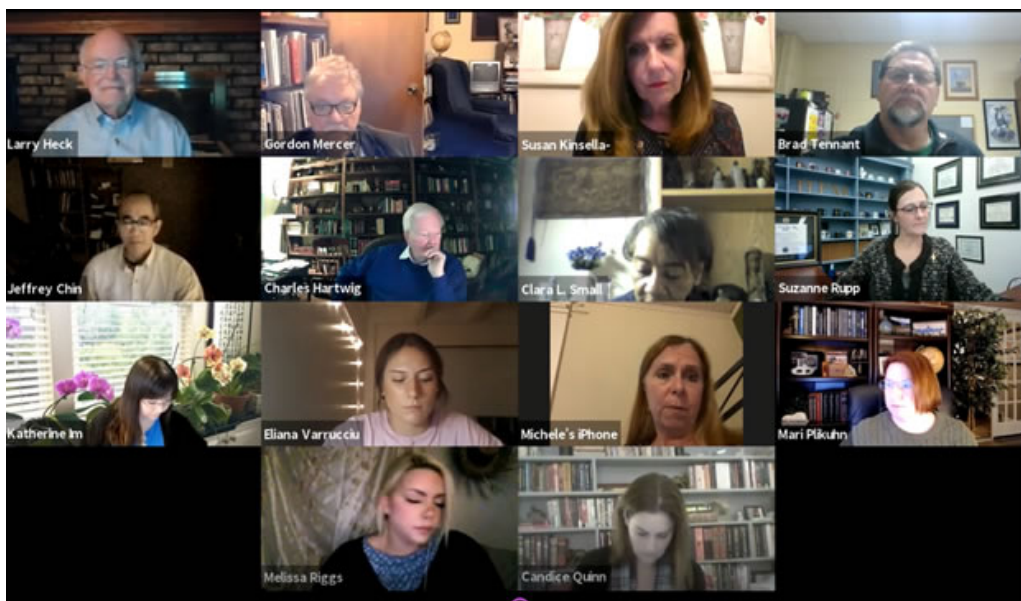 Larry Heck
Gordon Mercer
Susan Kinsella-
Brad Tennant
Jeffrey Chin
Charles Hartwig
Clara L. Small
Suzanne Rupp
Katherine Im
Eliana Varrucciu
Michele's iPhone
Mari Plikuhn
Melissa Riggs
Candice Quinn